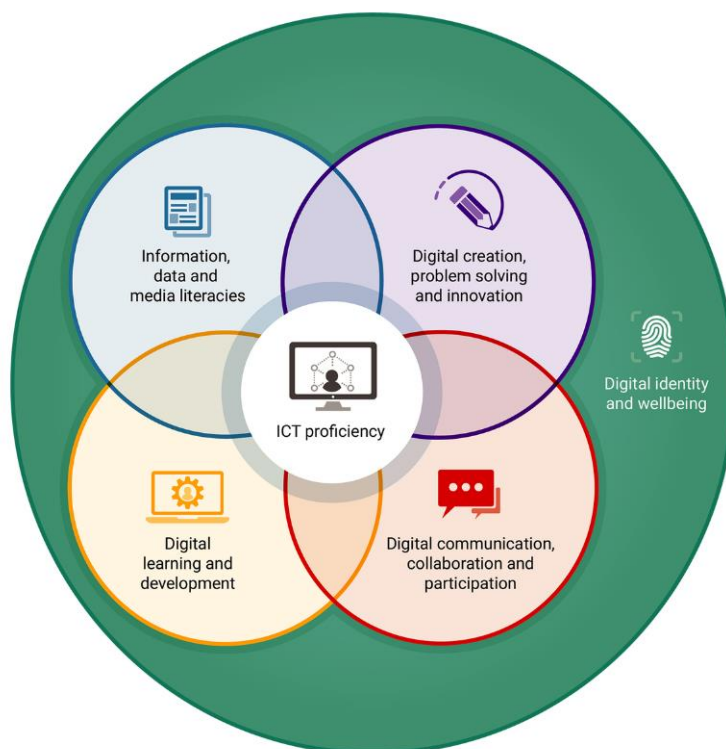 Information,
data and
media literacies
Digital creation,
problem solving
and innovation
Digital identity
and wellbeing
ICT proficiency
Digital
learning and
development
Digital communication,
collaboration and
participation